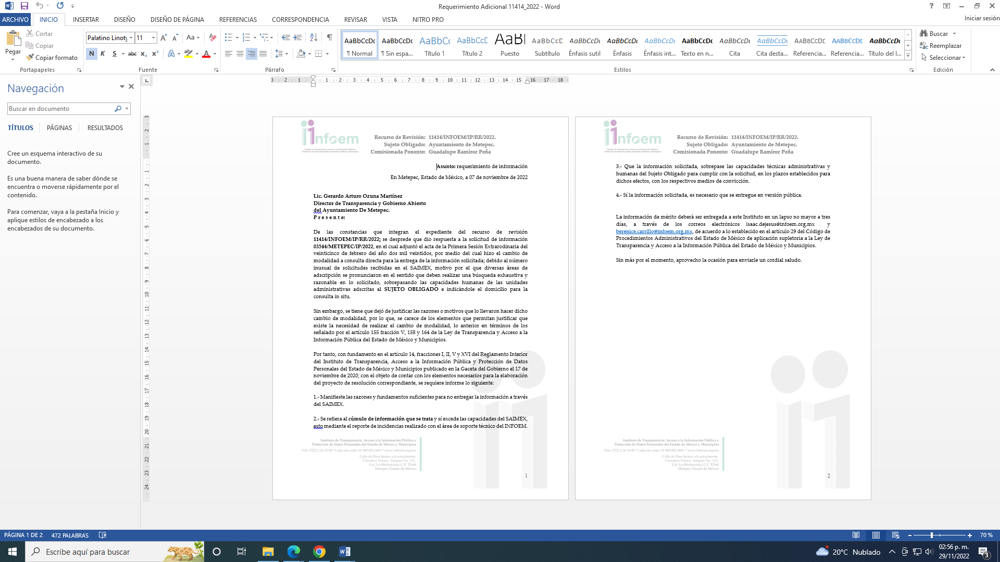 Requerimiento Adicional 11414_2022 - Word
Iniciar sesión
ARCHIVO INICIO INSERTAR DISEÑO DISEÑO DE PÁGINA REFERENCIAS CORRESPONDENCIA REVISAR VISTA NITRO PRO
Pegar
Cortar
Copiar
Copiar formato
Portapapeles
Palatino Linoty 11
N K S abc x₂ x²
Fuente
Párrafo
AaBbCcDc AaBbCcDc AaBbCc AaBbCcD AaBl AaBbCcD AaBbCcDc AaBbCcDc AaBbCcDc AaBbCcDc AaBbCcDc AaBbCcDc AaBbCcDD AaBbCcDd AaBbCcDc
¶ Normal ¶ Sin espa... Título 1 Título 2 Puesto Subtítulo Énfasis sutil Énfasis Énfasis int... Texto en n... Cita Cita desta... Referencia... Referencia... Título del l...
Estilos
Buscar
Reemplazar
Seleccionar
Edición
Navegación
Buscar en documento
TÍTULOS PÁGINAS RESULTADOS
Cree un esquema interactivo de su
documento.
Es una buena manera de saber dónde se
encuentra o moverse rápidamente por el
contenido.
Para comenzar, vaya a la pestaña Inicio y
aplique estilos de encabezado a los
encabezados de su documento.
infoem
Instituto de Transparencia, Acceso a la Información Pública y
Protección de Datos Personales del Estado de México y Municipios
Recurso de Revisión: 11414/INFOEM/IP/RR/2022.
Sujeto Obligado: Ayuntamiento de Metepec.
Comisionada Ponente: Guadalupe Ramírez Peña
Asunto: requerimiento de información
En Metepec, Estado de México, a 07 de noviembre de 2022
Lic. Gerardo Arturo Ozuna Martínez
Director de Transparencia y Gobierno Abierto
del Ayuntamiento De Metepec.
P r e s e n t e:
De las constancias que integran el expediente del recurso de revisión
11414/INFOEM/IP/RR/2022; se desprede que dio respuesta a la solicitud de información
03544/METEPEC/IP/2022, en el cual adjuntó el acta de la Primera Sesión Extrarodinaria del
veinticinco de febrero del año dos mil veintidos, por medio del cual hizo el cambio de
modalidad a consulta directa para la entrega de la información solicitada; debido al número
inusual de solicitudes recibidas en el SAIMEX, motivo por el que diversas áreas de
adscripción se pronunciaron en el sentido que deben realizar una búsqueda exhaustiva y
razonable en lo solicitado, sobrepasando las capacidades humanas de las unidades
administrativas adscritas al SUJETO OBLIGADO e indicándole el domicilio para la
consulta in situ.
Sin embargo, se tiene que dejó de justificar las razones o motivos que lo llevaron hacer dicho
cambio de modalidad, por lo que, se carece de los elementos que permitan justificar que
existe la necesidad de realizar el cambio de modalidad, lo anterior en términos de los
señalado por el artículo 155 fracción V, 158 y 164 de la Ley de Transparencia y Acceso a la
Información Pública del Estado de México y Municipios.
Por tanto, con fundamento en el artículo 14, fracciones I, II, V y XVI del Reglamento Interior
del Instituto de Transparencia, Acceso a la Información Pública y Protección de Datos
Personales del Estado de México y Municipios publicado en la Gaceta del Gobierno el 17 de
noviembre de 2020; con el objeto de contar con los elementos necesarios para la elaboración
del proyecto de resolución correspondiente, se requiere informe lo siguiente:
1.- Manifieste las razones y fundamentos suficientes para no entregar la información a través
del SAIMEX.
2.- Se refiera al cúmulo de información que se trata y sí excede las capacidades del SAIMEX,
esto mediante el reporte de incidencias realizado con el área de soporte técnico del INFOEM.
Instituto de Transparencia, Acceso a la Información Pública y
Protección de Datos Personales del Estado de México y Municipios
Tels. (722) 2 26 19 80 * Lada sin costo: 01 800 821 0441 * www.infoem.org.mx
Calle de Pino Suárez s/n actualmente
Carretera Toluca - Ixtapan No. 111,
Col. La Michoacana, C.P. 52166
Metepec, Estado de México
1
infoem
Instituto de Transparencia, Acceso a la Información Pública y
Protección de Datos Personales del Estado de México y Municipios
Recurso de Revisión: 11414/INFOEM/IP/RR/2022.
Sujeto Obligado: Ayuntamiento de Metepec.
Comisionada Ponente: Guadalupe Ramírez Peña
3.- Que la información solicitada, sobrepase las capacidades técnicas administrativas y
humanas del Sujeto Obligado para cumplir con la solicitud, en los plazos establecidos para
dichos efectos, con los respectivos medios de convicción.
4.- Sí la información solicitada, es necesario que se entregue en versión pública.
La información de mérito deberá ser entregada a este Instituto en un lapso no mayor a tres
días, a través de los correos electrónicos isaac.dejesus@infoem.org.mx y
berenice.carrillo@infoem.org.mx, de acuerdo a lo establecido en el artículo 29 del Código de
Procedimientos Administrativos del Estado de México de aplicación supletoria a la Ley de
Transparencia y Acceso a la Información Pública del Estado de México y Municipios.
Sin más por el momento, aprovecho la ocasión para enviarle un cordial saludo.
Instituto de Transparencia, Acceso a la Información Pública y
Protección de Datos Personales del Estado de México y Municipios
Tels. (722) 2 26 19 80 * Lada sin costo: 01 800 821 0441 * www.infoem.org.mx
Calle de Pino Suárez s/n actualmente
Carretera Toluca - Ixtapan No. 111,
Col. La Michoacana, C.P. 52166
Metepec, Estado de México
2
PÁGINA 1 DE 2 472 PALABRAS
70 %
Escribe aquí para buscar
20°C Nublado
02:56 p. m.
29/11/2022
3